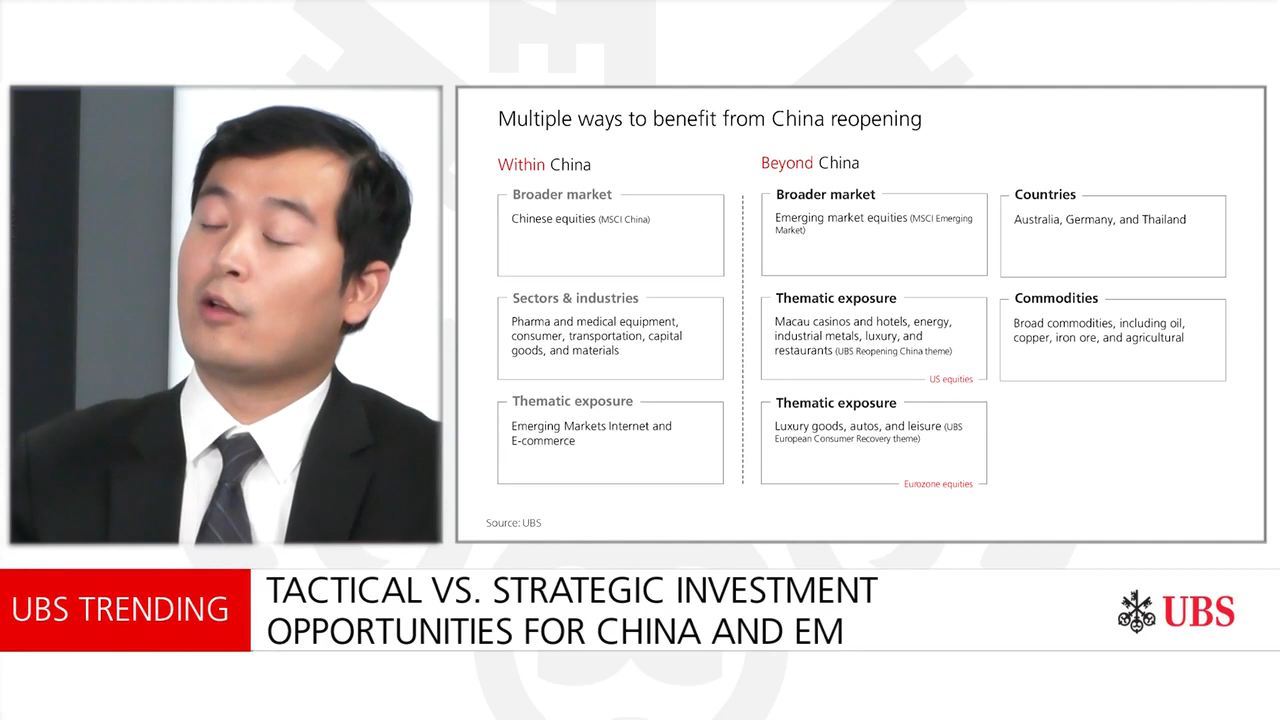 Multiple ways to benefit from China reopening
Within China
Broader market
Chinese equities (MSCI China)
Sectors & industries
Pharma and medical equipment,
consumer, transportation, capital
goods, and materials
Thematic exposure
Emerging Markets Internet and
E-commerce
Beyond China
Broader market
Emerging market equities (MSCI Emerging
Market)
Thematic exposure
Macau casinos and hotels, energy,
industrial metals, luxury, and
restaurants (UBS Reopening China theme)
US equities
Thematic exposure
Luxury goods, autos, and leisure (UBS
European Consumer Recovery theme)
Eurozone equities
Countries
Australia, Germany, and Thailand
Commodities
Broad commodities, including oil,
copper, iron ore, and agricultural
Source: UBS
UBS TRENDING
TACTICAL VS. STRATEGIC INVESTMENT
OPPORTUNITIES FOR CHINA AND EM
UBS